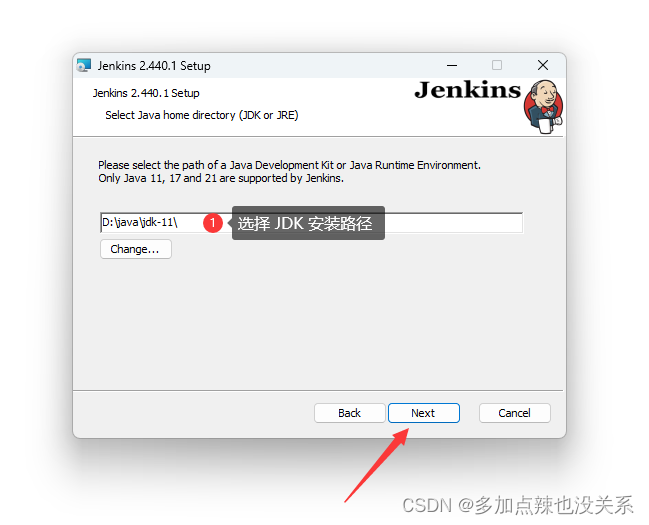 Jenkins 2.440.1 Setup
Jenkins 2.440.1 Setup
Jenkins
Select Java home directory (JDK or JRE)
Please select the path of a Java Development Kit or Java Runtime Environment.
Only Java 11, 17 and 21 are supported by Jenkins.
D:\java\jdk-11\ 1 选择 JDK 安装路径
Change...
Back Next Cancel
CSDN @多加点辣也没关系